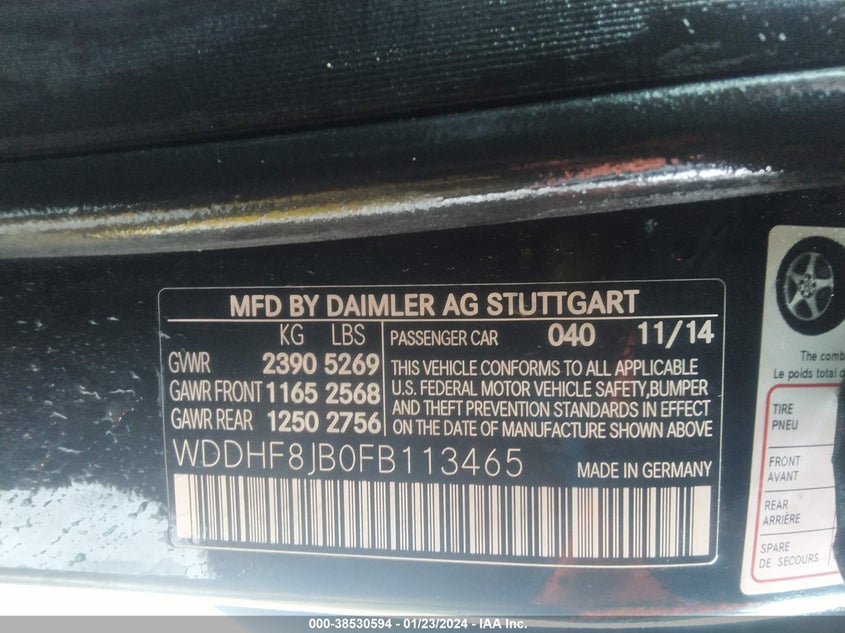 MFD BY DAIMLER AG STUTTGART
KG LBS
GVWR 2390 5269
GAWR FRONT 1165 2568
GAWR REAR 1250 2756
PASSENGER CAR 040 11/14
THIS VEHICLE CONFORMS TO ALL APPLICABLE
U.S. FEDERAL MOTOR VEHICLE SAFETY,BUMPER
AND THEFT PREVENTION STANDARDS IN EFFECT
ON THE DATE OF MANUFACTURE SHOWN ABOVE
WDDHF8JB0FB113465
MADE IN GERMANY
The comb
Le poids total d
TIRE
PNEU
FRONT
AVANT
REAR
ARRIÈRE
SPARE
DE SECOURS
000-38530594 - 01/23/2024 - IAA Inc.